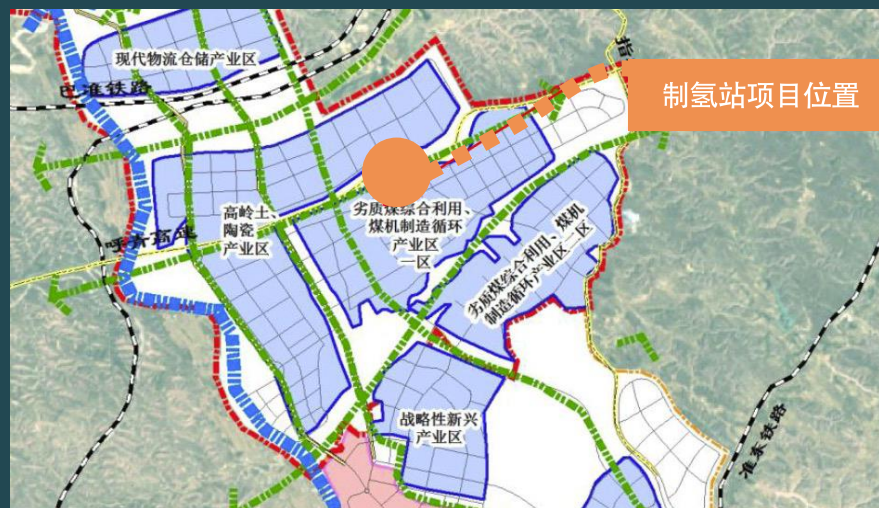 现代物流仓储产业区
巴准铁路
指
制氢站项目位置
高岭土、
陶瓷
产业区
劣质煤综合利用、
煤机制造循环
产业区
一区
呼准高速
劣质煤综合利用、煤机
制造循环产业区二区
战略性新兴
产业区
准东铁路